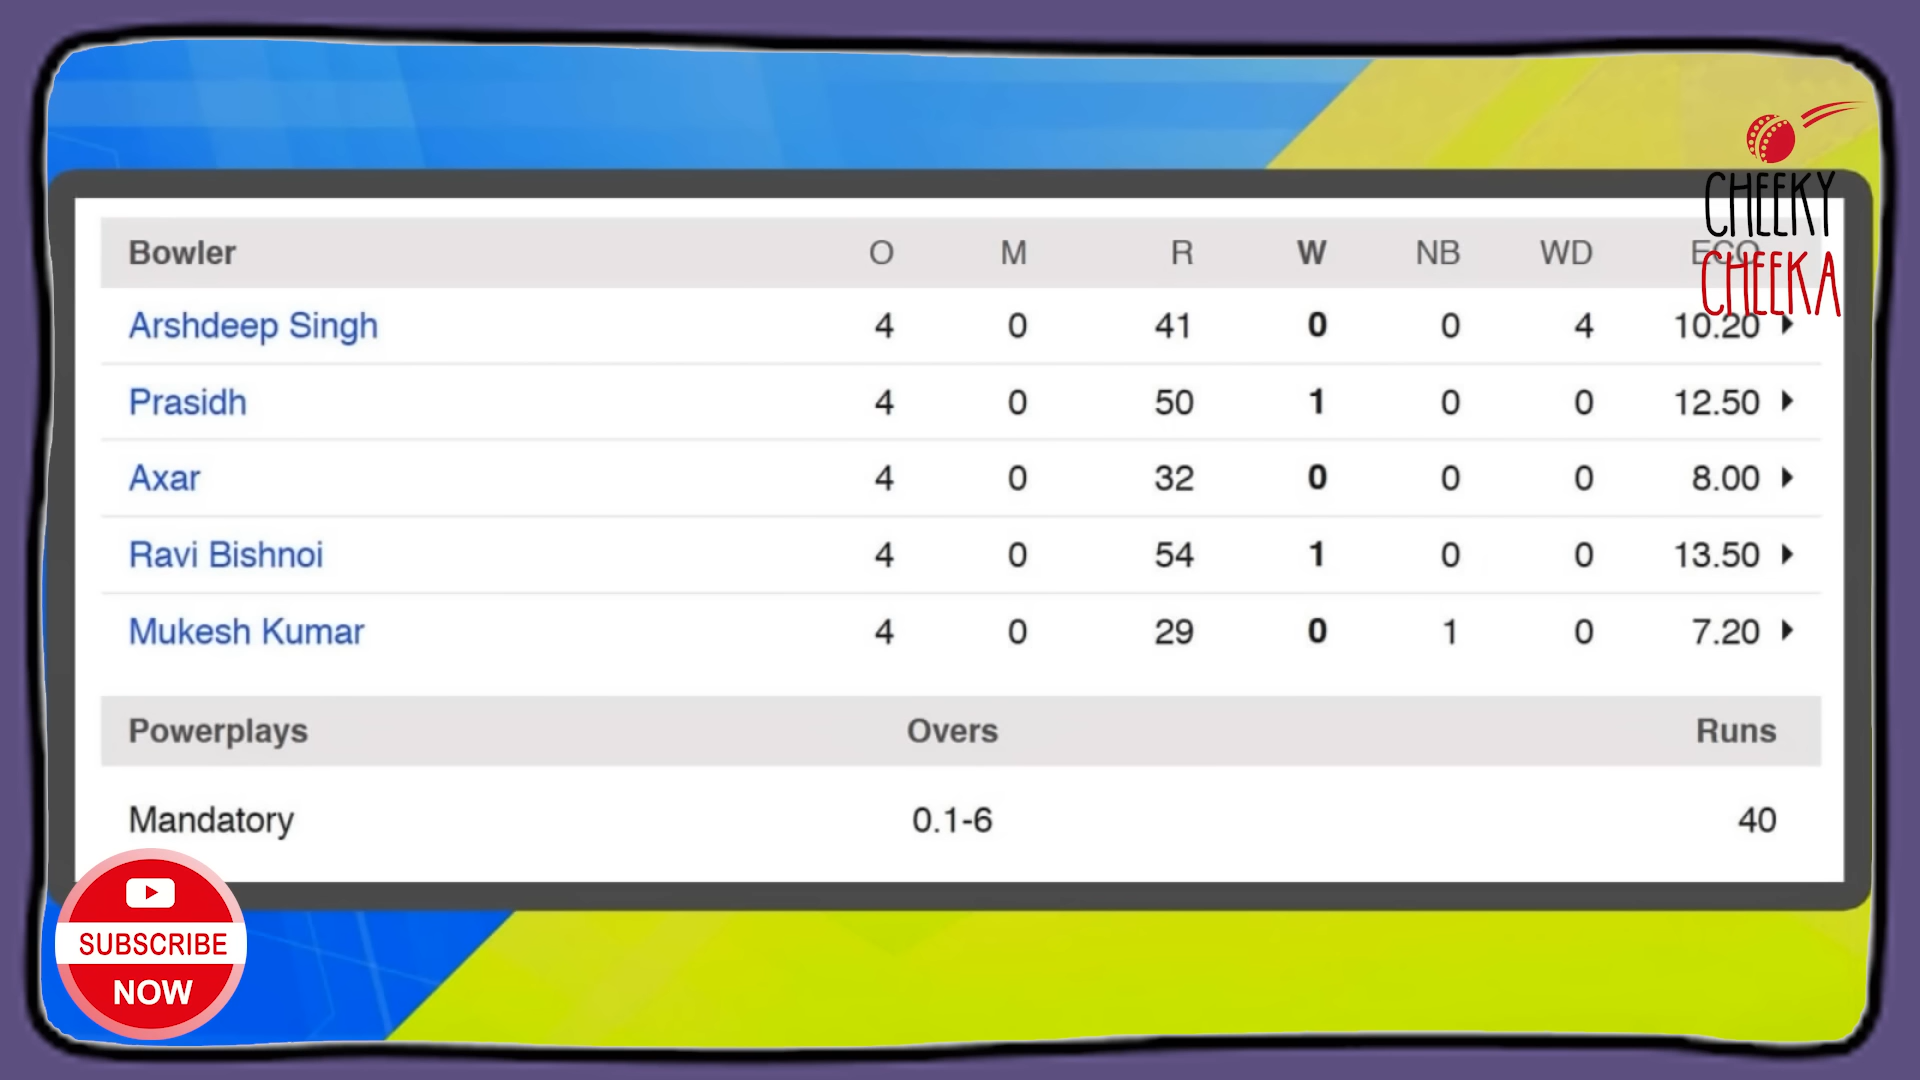 CHEEKY
CHEEKA
Bowler O M R W NB WD ECO
Arshdeep Singh 4 0 41 0 0 4 10.20
Prasidh 4 0 50 1 0 0 12.50
Axar 4 0 32 0 0 0 8.00
Ravi Bishnoi 4 0 54 1 0 0 13.50
Mukesh Kumar 4 0 29 0 1 0 7.20
Powerplays Overs Runs
Mandatory 0.1-6 40
SUBSCRIBE
NOW